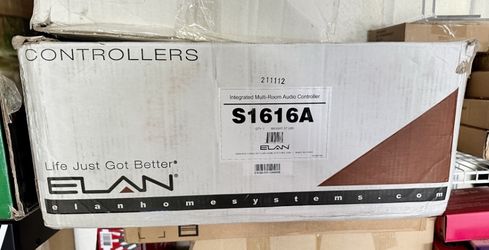 CONTROLLERS
211112
Integrated Multi-Room Audio Controller
S1616A
ELAN
Life Just Got Better
ELAN
elanhomesystems.com